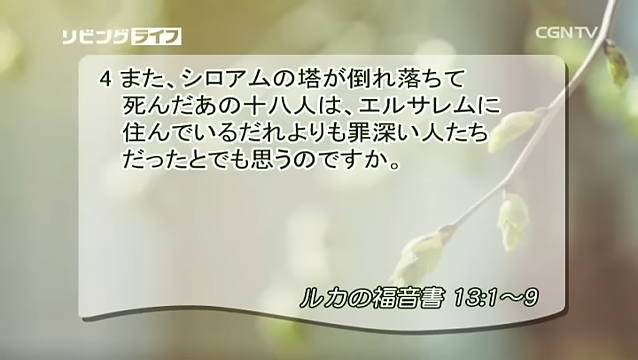 リビングライフ
CGNTV
4 また、シロアムの塔が倒れ落ちて
死んだあの十八人は、エルサレムに
住んでいるだれよりも罪深い人たち
だったとでも思うのですか。
ルカの福音書 13:1～9